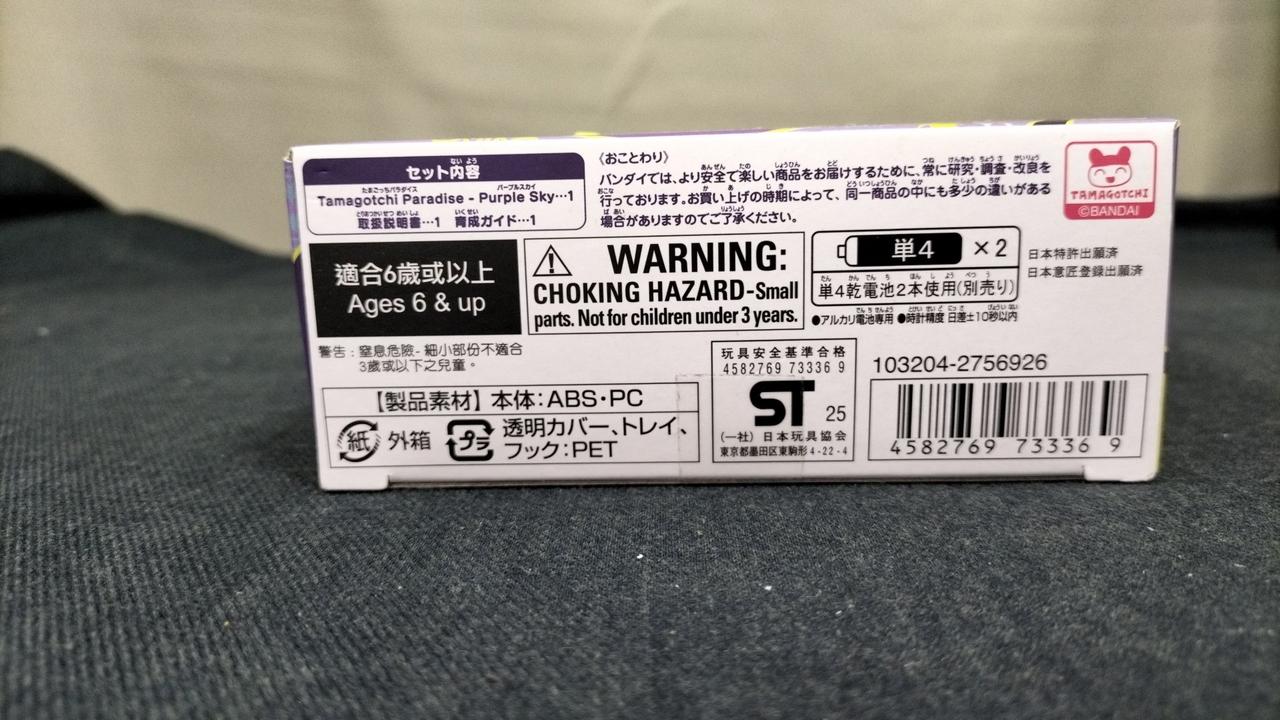 セット内容
Tamagotchi Paradise - Purple Sky…1
取扱説明書…1 育成ガイド…1
《おことわり》
バンダイでは、より安全で楽しい商品をお届けするために、常に研究・調査・改良を
行っております。お買い上げの時期によって、同一商品の中にも多少の違いがある
場合がありますのでご了承ください。
TAMAGOTCHI
©BANDAI
適合6歲或以上
Ages 6 & up
WARNING:
CHOKING HAZARD-Small
parts. Not for children under 3 years.
単4 ×2
単4乾電池2本使用(別売り)
●アルカリ電池専用 ●時計精度 日差±10秒以内
日本特許出願済
日本意匠登録出願済
警告：窒息危險- 細小部份不適合
3歲或以下之兒童。
【製品素材】本体：ABS・PC
紙 外箱
プラ 透明カバー、トレイ、
フック：PET
玩具安全基準合格
4582769 73336 9
ST 25
(一社) 日本玩具協会
東京都墨田区東駒形4-22-4
103204-2756926
4582769 73336 9